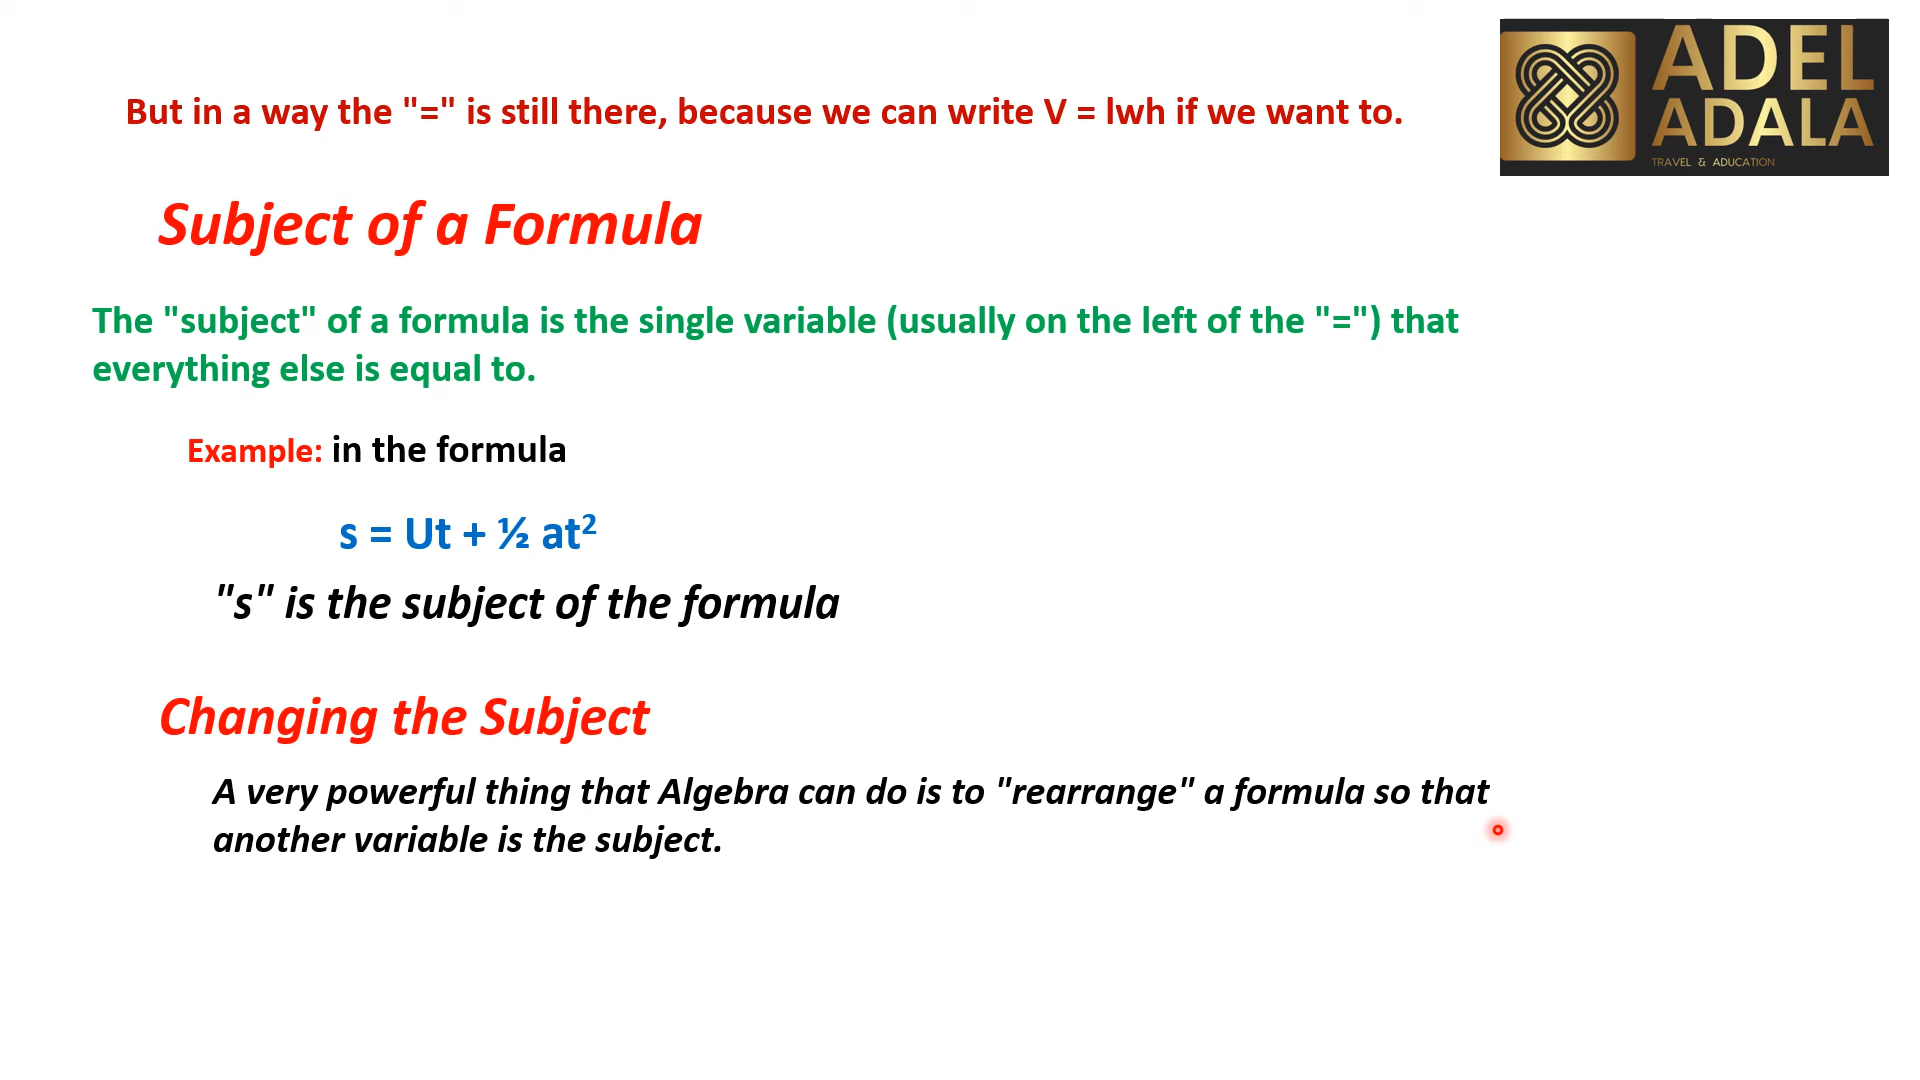 ADEL
ADALA
TRAVEL & ADUCATION
But in a way the "=" is still there, because we can write V = lwh if we want to.
Subject of a Formula
The "subject" of a formula is the single variable (usually on the left of the "=") that
everything else is equal to.
Example: in the formula
s = Ut + ½ at²
"s" is the subject of the formula
Changing the Subject
A very powerful thing that Algebra can do is to "rearrange" a formula so that
another variable is the subject.